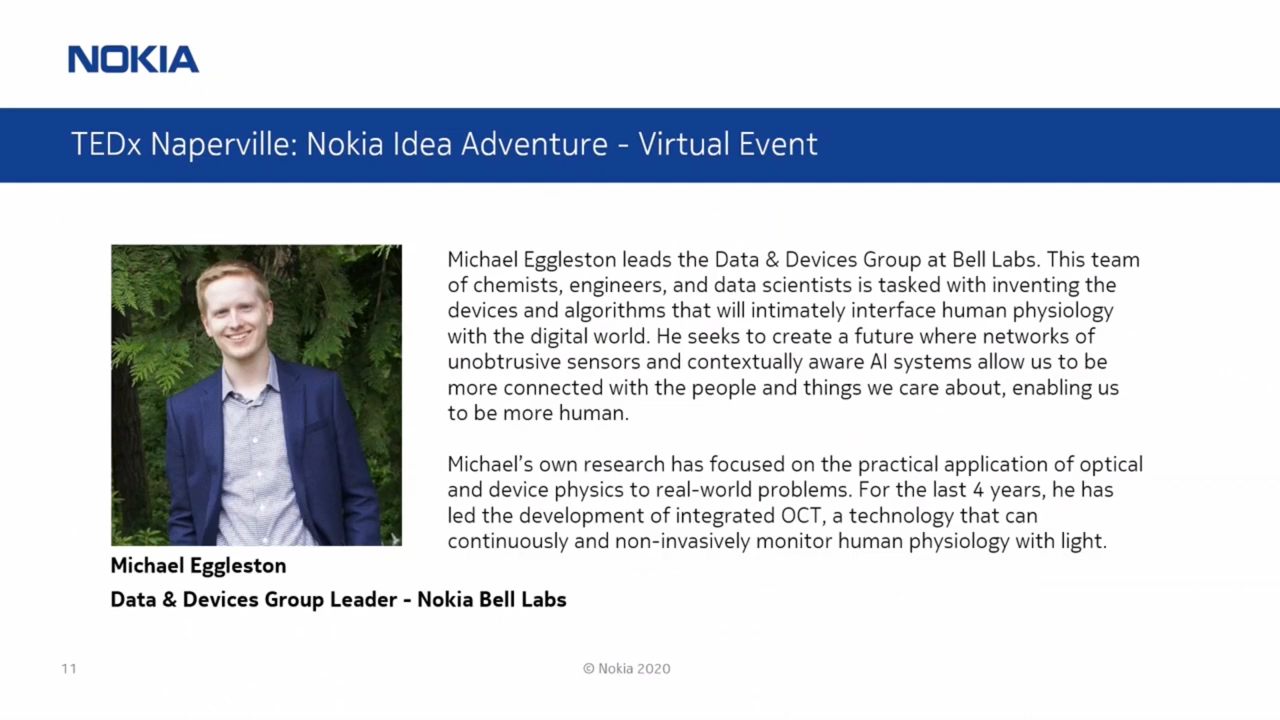 NOKIA
TEDx Naperville: Nokia Idea Adventure - Virtual Event
Michael Eggleston leads the Data & Devices Group at Bell Labs. This team
of chemists, engineers, and data scientists is tasked with inventing the
devices and algorithms that will intimately interface human physiology
with the digital world. He seeks to create a future where networks of
unobtrusive sensors and contextually aware AI systems allow us to be
more connected with the people and things we care about, enabling us
to be more human.
Michael's own research has focused on the practical application of optical
and device physics to real-world problems. For the last 4 years, he has
led the development of integrated OCT, a technology that can
continuously and non-invasively monitor human physiology with light.
Michael Eggleston
Data & Devices Group Leader - Nokia Bell Labs
11
© Nokia 2020